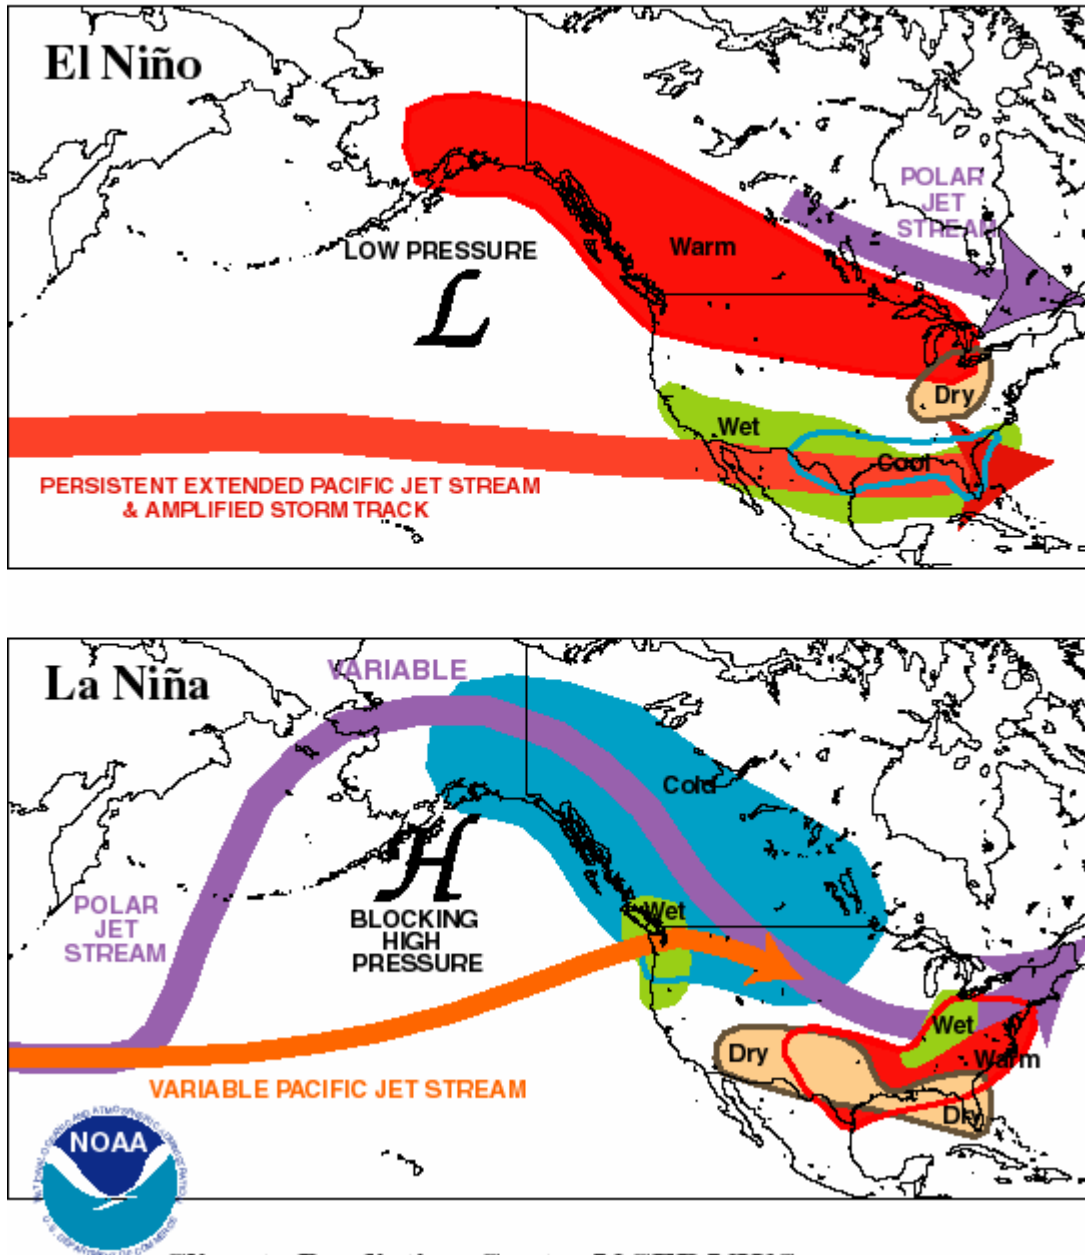 El Niño
POLAR
JET
STREAM
LOW PRESSURE
Warm
L
Dry
Wet
Cool
PERSISTENT EXTENDED PACIFIC JET STREAM
& AMPLIFIED STORM TRACK
La Niña
VARIABLE
Cold
H
POLAR
JET
STREAM
Wet
BLOCKING
HIGH
PRESSURE
Wet
Dry
Warm
Dry
VARIABLE PACIFIC JET STREAM
NOAA